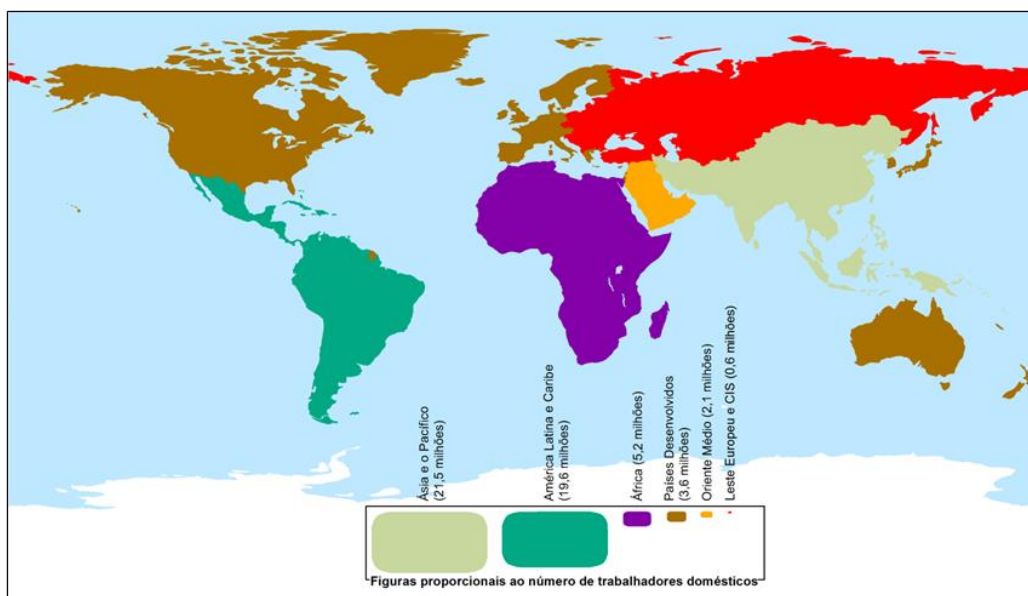 Ásia e o Pacífico
(21,5 milhões)
América Latina e Caribe
(19,6 milhões)
África (5,2 milhões)
Países Desenvolvidos
(3,6 milhões)
Oriente Médio (2,1 milhões)
Leste Europeu e CIS (0,6 milhões)
Figuras proporcionais ao número de trabalhadores domésticos